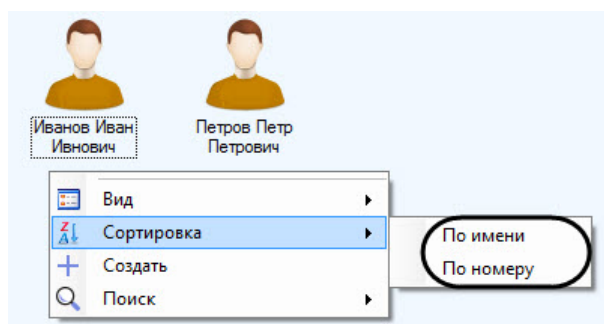 Иванов Иван
Ивнович
Петров Петр
Петрович
Вид
Сортировка
Создать
Поиск
По имени
По номеру